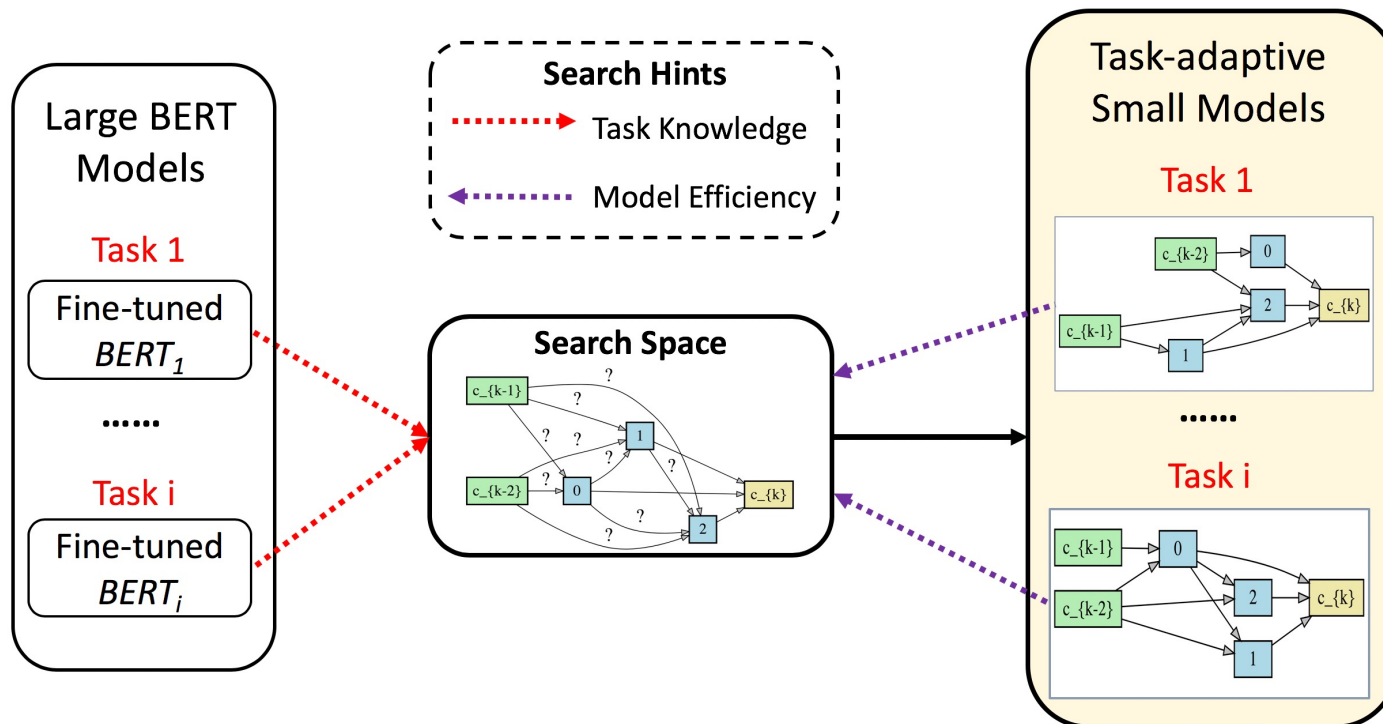 Large BERT
Models
Task 1
Fine-tuned
BERT_1
······
Task i
Fine-tuned
BERT_i
Search Hints
Task Knowledge
Model Efficiency
Search Space
c_{k-1}
c_{k-2}
?
?
?
?
?
?
?
?
?
0
1
2
c_{k}
Task-adaptive
Small Models
Task 1
c_{k-2}
0
c_{k-1}
2
c_{k}
1
······
Task i
c_{k-1}
0
c_{k-2}
2
c_{k}
1